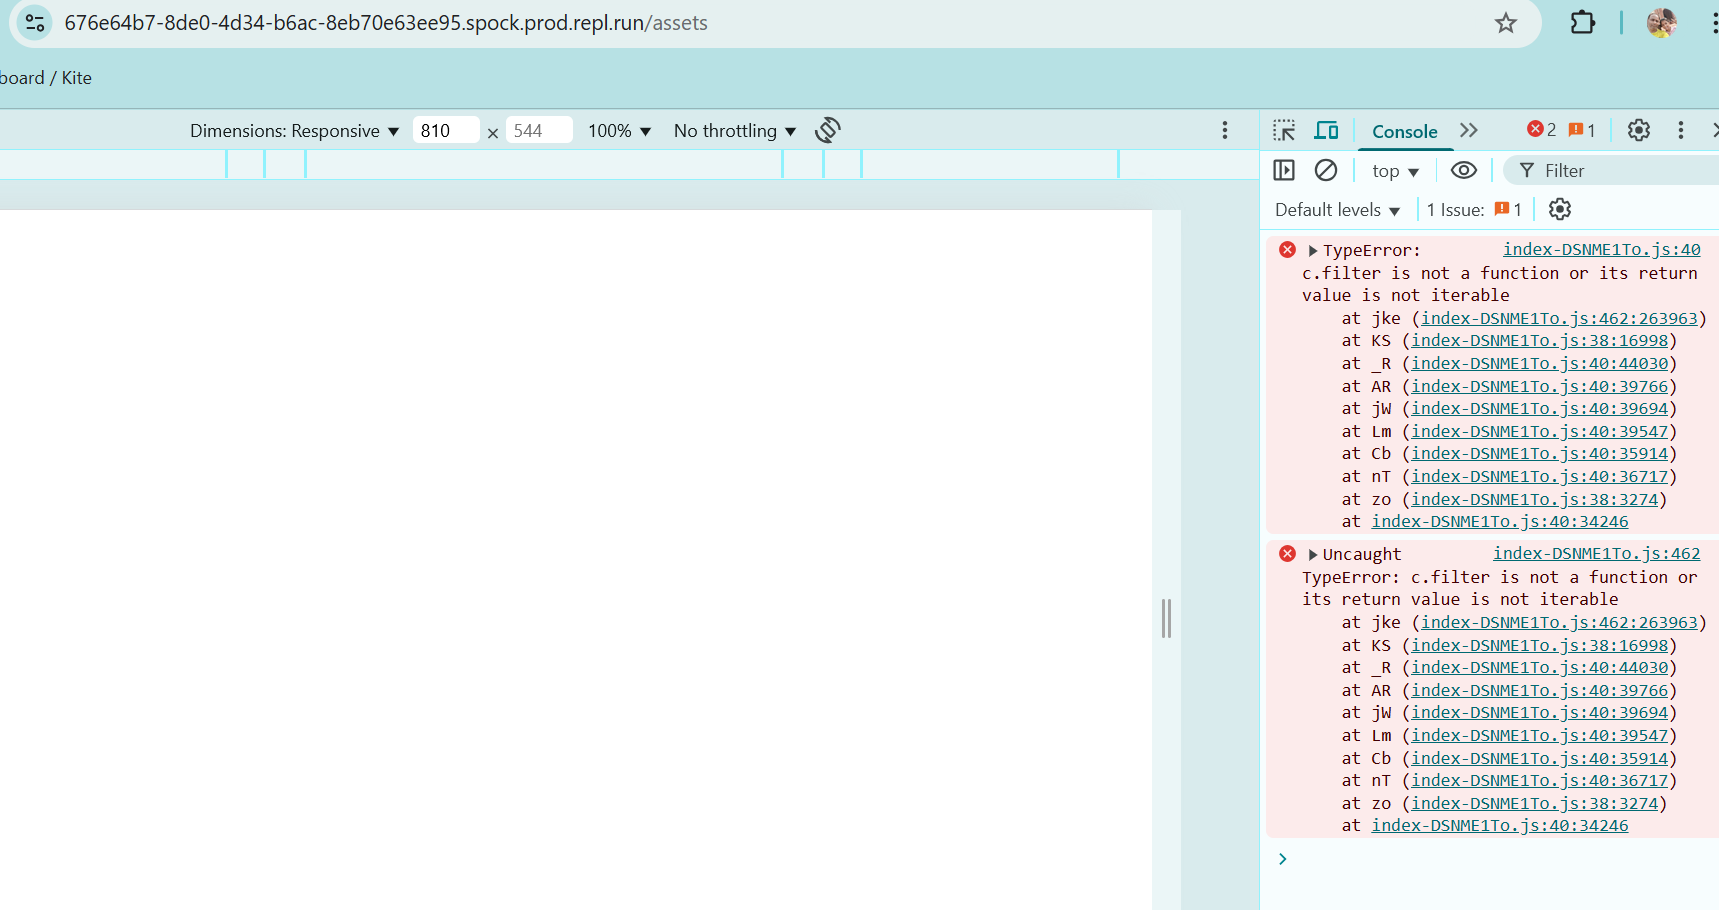 676e64b7-8de0-4d34-b6ac-8eb70e63ee95.spock.prod.repl.run/assets
board / Kite
Dimensions: Responsive 810 × 544 100% No throttling
Console 2 1
top Filter
Default levels 1 Issue: 1
TypeError: index-DSNME1To.js:40
c.filter is not a function or its return
value is not iterable
at jke (index-DSNME1To.js:462:263963)
at KS (index-DSNME1To.js:38:16998)
at _R (index-DSNME1To.js:40:44030)
at AR (index-DSNME1To.js:40:39766)
at jW (index-DSNME1To.js:40:39694)
at Lm (index-DSNME1To.js:40:39547)
at Cb (index-DSNME1To.js:40:35914)
at nT (index-DSNME1To.js:40:36717)
at zo (index-DSNME1To.js:38:3274)
at index-DSNME1To.js:40:34246
Uncaught index-DSNME1To.js:462
TypeError: c.filter is not a function or
its return value is not iterable
at jke (index-DSNME1To.js:462:263963)
at KS (index-DSNME1To.js:38:16998)
at _R (index-DSNME1To.js:40:44030)
at AR (index-DSNME1To.js:40:39766)
at jW (index-DSNME1To.js:40:39694)
at Lm (index-DSNME1To.js:40:39547)
at Cb (index-DSNME1To.js:40:35914)
at nT (index-DSNME1To.js:40:36717)
at zo (index-DSNME1To.js:38:3274)
at index-DSNME1To.js:40:34246